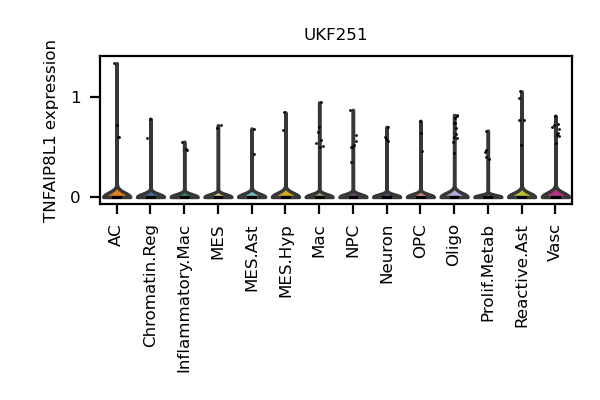 UKF251
TNFAIP8L1 expression
1
0
AC
Chromatin.Reg
Inflammatory.Mac
MES
MES.Ast
MES.Hyp
Mac
NPC
Neuron
OPC
Oligo
Prolif.Metab
Reactive.Ast
Vasc